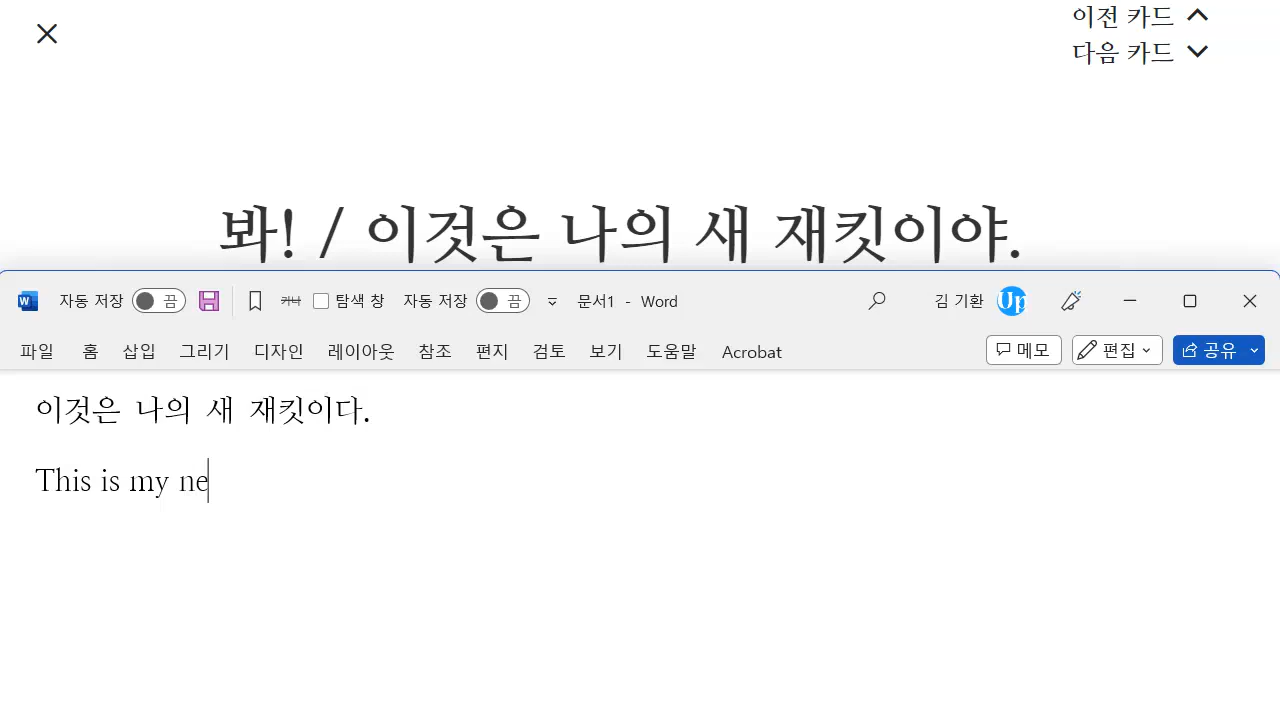 이전 카드
다음 카드
봐! / 이것은 나의 새 재킷이야.
자동 저장 끔 가나 탐색 창 자동 저장 끔 문서1 - Word 김 기환 Up
파일 홈 삽입 그리기 디자인 레이아웃 참조 편지 검토 보기 도움말 Acrobat 메모 편집 공유
이것은 나의 새 재킷이다.
This is my ne